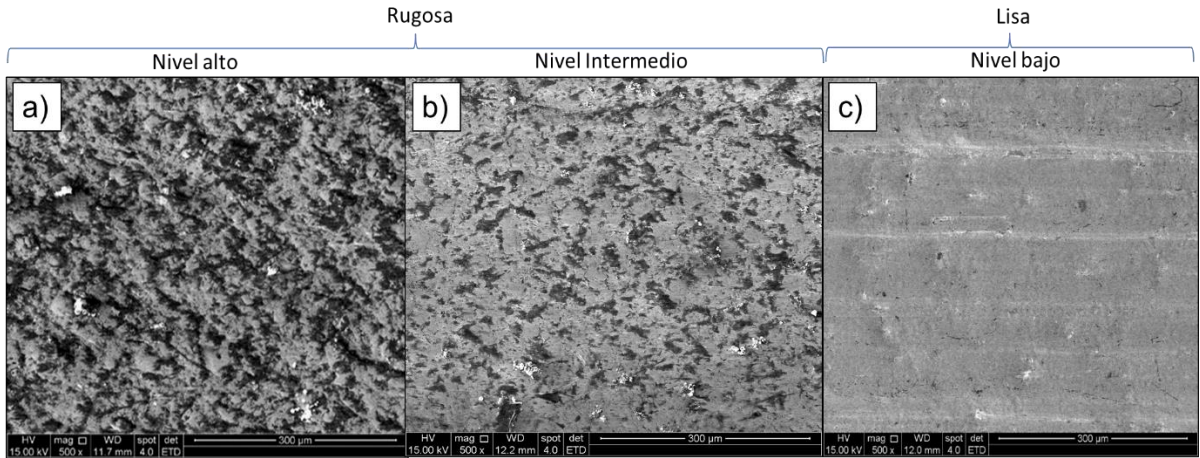 Rugosa
Lisa
Nivel alto
Nivel Intermedio
Nivel bajo
a)
b)
c)
HV mag WD spot det
15.00 kV 500 x 11.7 mm 4.0 ETD
300 µm
HV mag WD spot det
15.00 kV 500 x 12.2 mm 4.0 ETD
300 µm
HV mag WD spot det
15.00 kV 500 x 12.0 mm 4.0 ETD
300 µm